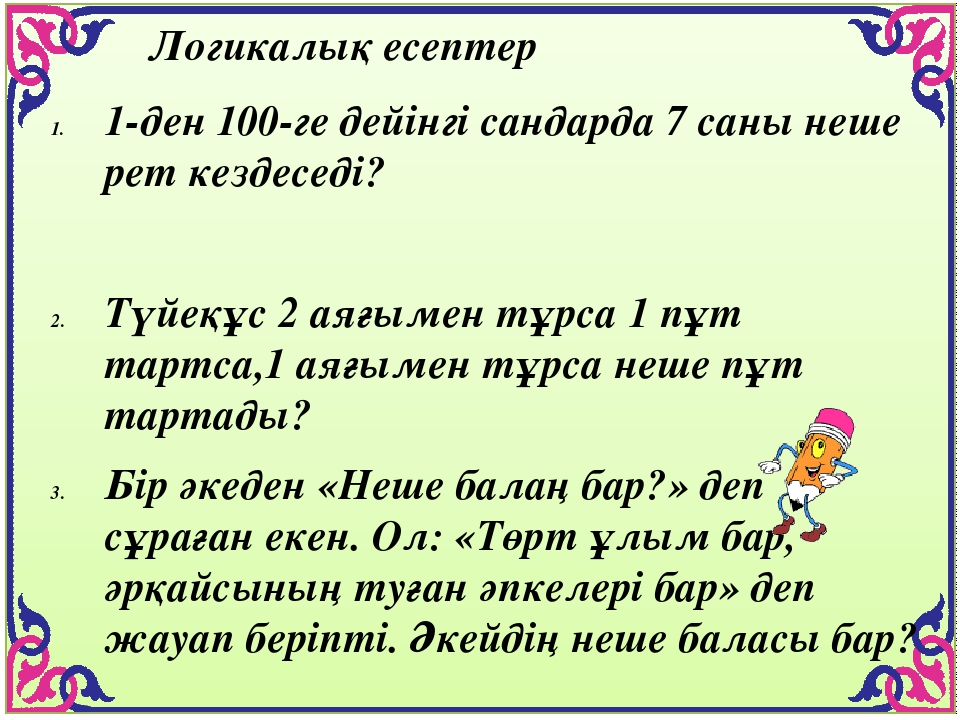 Логикалық есептер
1. 1-ден 100-ге дейінгі сандарда 7 саны неше
рет кездеседі?
2. Түйеқұс 2 аяғымен тұрса 1 пұт
тартса,1 аяғымен тұрса неше пұт
тартады?
3. Бір әкеден «Неше балаң бар?» деп
сұраған екен. Ол: «Төрт ұлым бар,
әрқайсының туған әпкелері бар» деп
жауап беріпті. Әкейдің неше баласы бар?